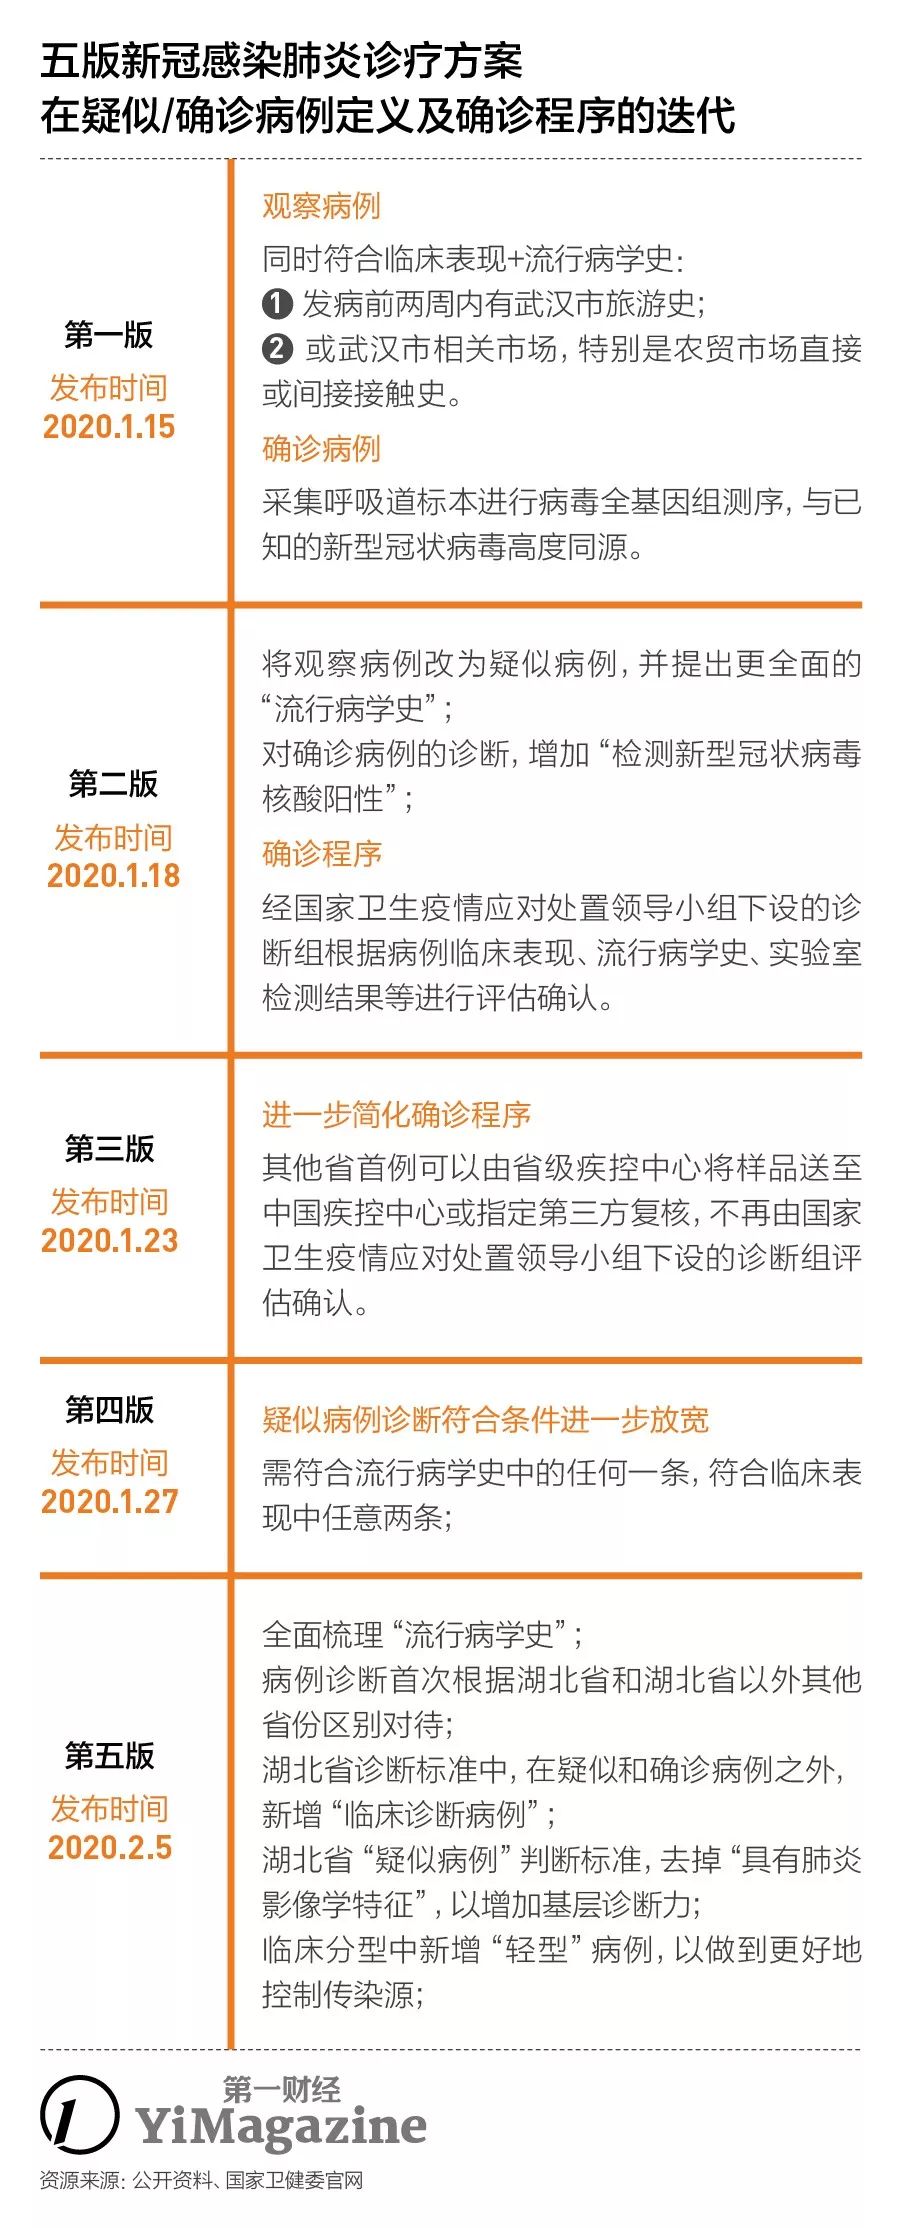 五版新冠感染肺炎诊疗方案
在疑似/确诊病例定义及确诊程序的迭代
第一版
发布时间
2020.1.15
观察病例
同时符合临床表现+流行病学史：
❶ 发病前两周内有武汉市旅游史；
❷ 或武汉市相关市场，特别是农贸市场直接
或间接接触史。
确诊病例
采集呼吸道标本进行病毒全基因组测序，与已
知的新型冠状病毒高度同源。
第二版
发布时间
2020.1.18
将观察病例改为疑似病例，并提出更全面的
“流行病学史”；
对确诊病例的诊断，增加“检测新型冠状病毒
核酸阳性”；
确诊程序
经国家卫生疫情应对处置领导小组下设的诊
断组根据病例临床表现、流行病学史、实验室
检测结果等进行评估确认。
第三版
发布时间
2020.1.23
进一步简化确诊程序
其他省首例可以由省级疾控中心将样品送至
中国疾控中心或指定第三方复核，不再由国家
卫生疫情应对处置领导小组下设的诊断组评
估确认。
第四版
发布时间
2020.1.27
疑似病例诊断符合条件进一步放宽
需符合流行病学史中的任何一条，符合临床表
现中任意两条；
第五版
发布时间
2020.2.5
全面梳理“流行病学史”；
病例诊断首次根据湖北省和湖北省以外其他
省份区别对待；
湖北省诊断标准中，在疑似和确诊病例之外，
新增“临床诊断病例”；
湖北省“疑似病例”判断标准，去掉“具有肺炎
影像学特征”，以增加基层诊断力；
临床分型中新增“轻型”病例，以做到更好地
控制传染源；
第一财经
YiMagazine
资源来源：公开资料、国家卫健委官网